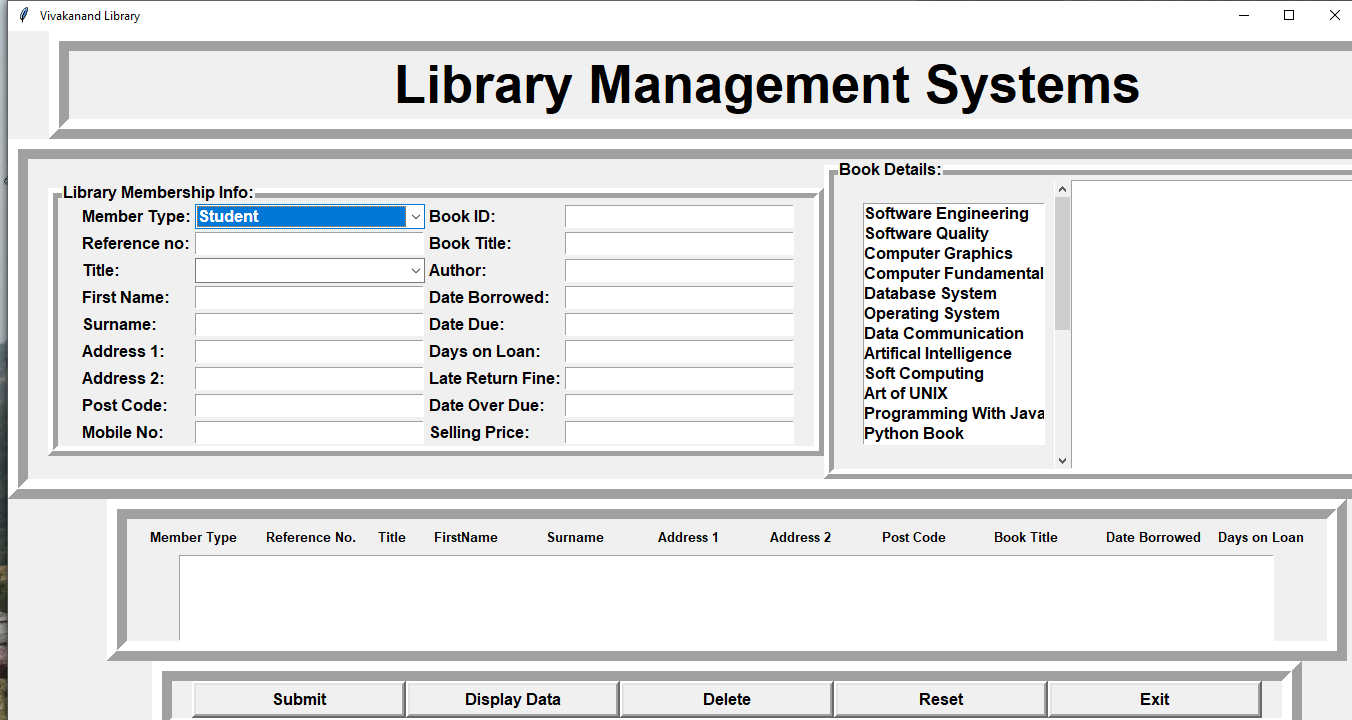 Vivakanand Library
Library Management Systems
Library Membership Info:
Member Type: Student Book ID:
Reference no: Book Title:
Title: Author:
First Name: Date Borrowed:
Surname: Date Due:
Address 1: Days on Loan:
Address 2: Late Return Fine:
Post Code: Date Over Due:
Mobile No: Selling Price:
Book Details:
Software Engineering
Software Quality
Computer Graphics
Computer Fundamental
Database System
Operating System
Data Communication
Artifical Intelligence
Soft Computing
Art of UNIX
Programming With Java
Python Book
Member Type Reference No. Title FirstName Surname Address 1 Address 2 Post Code Book Title Date Borrowed Days on Loan
Submit Display Data Delete Reset Exit